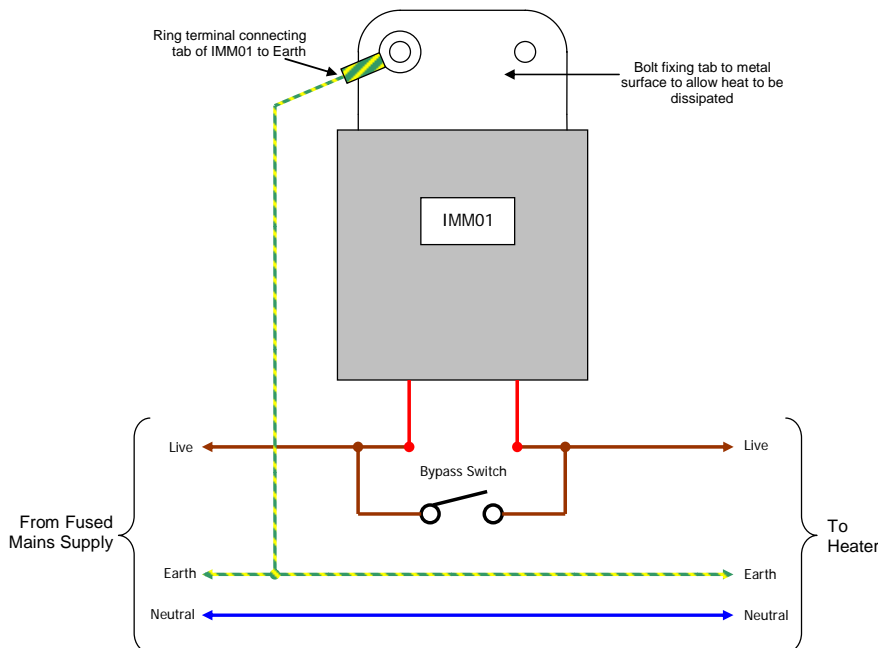 Ring terminal connecting
tab of IMM01 to Earth
Bolt fixing tab to metal
surface to allow heat to be
dissipated
IMM01
Live
Live
Bypass Switch
From Fused
Mains Supply
To
Heater
Earth
Earth
Neutral
Neutral